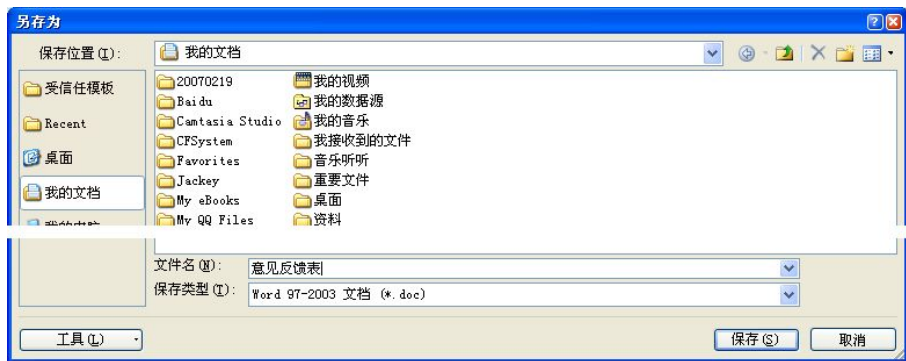 另存为
保存位置(I):
我的文档
受信任模板
Recent
桌面
我的文档
20070219
Baidu
Camtasia Studio
CFSystem
Favorites
Jackey
My eBooks
My QQ Files
我的视频
我的数据源
我的音乐
我接收到的文件
音乐听听
重要文件
桌面
资料
文件名(N):
意见反馈表
保存类型(T):
Word 97-2003 文档 (*.doc)
工具(L)
保存(S)
取消